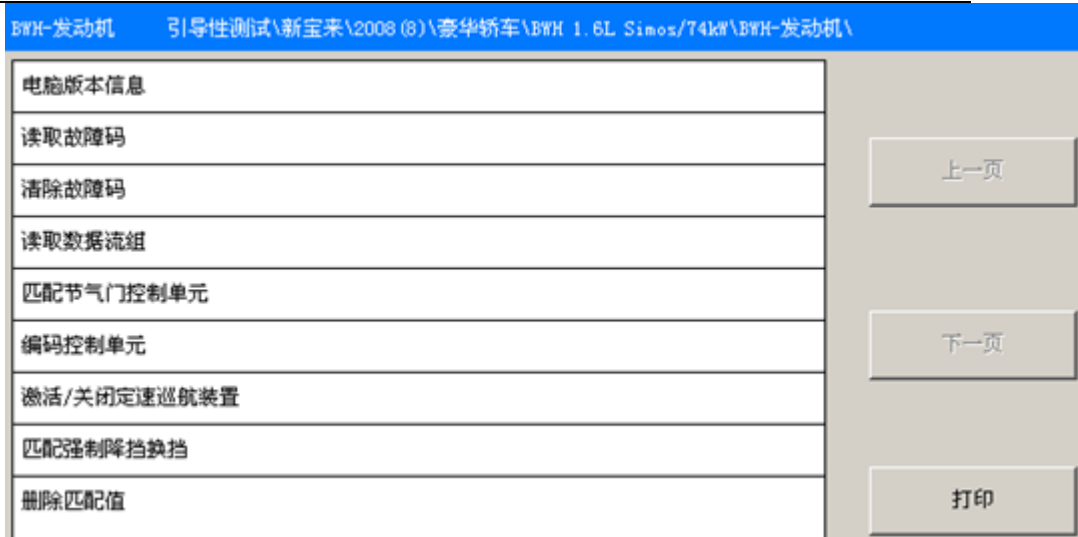 BWH-发动机 引导性测试\新宝来\2008(8)\豪华轿车\BWH 1.6L Simos/74kW\BWH-发动机\
电脑版本信息
读取故障码
上一页
清除故障码
读取数据流组
匹配节气门控制单元
编码控制单元
下一页
激活/关闭定速巡航装置
匹配强制降挡换挡
删除匹配值
打印